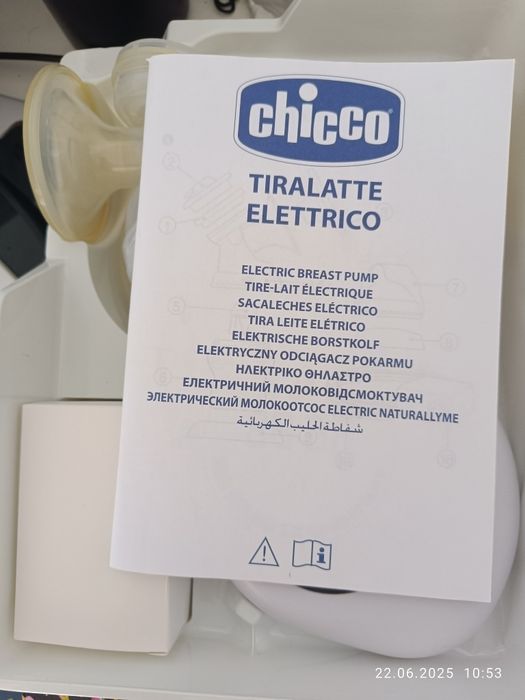 chicco
TIRALATTE
ELETTRICO
ELECTRIC BREAST PUMP
TIRE-LAIT ÉLECTRIQUE
SACALECHES ELÉCTRICO
TIRA LEITE ELÉTRICO
ELEKTRISCHE BORSTKOLF
ELEKTRYCZNY ODCIĄGACZ POKARMU
ΗΛΕΚΤΡΙΚΟ ΘΗΛΑΣΤΡΟ
ЕЛЕКТРИЧНИЙ МОЛОКОВІДСМОКТУВАЧ
ЭЛЕКТРИЧЕСКИЙ МОЛОКООТСОС ELECTRIC NATURALLYME
شفاطة الحليب الكهربائية
22.06.2025 10:53